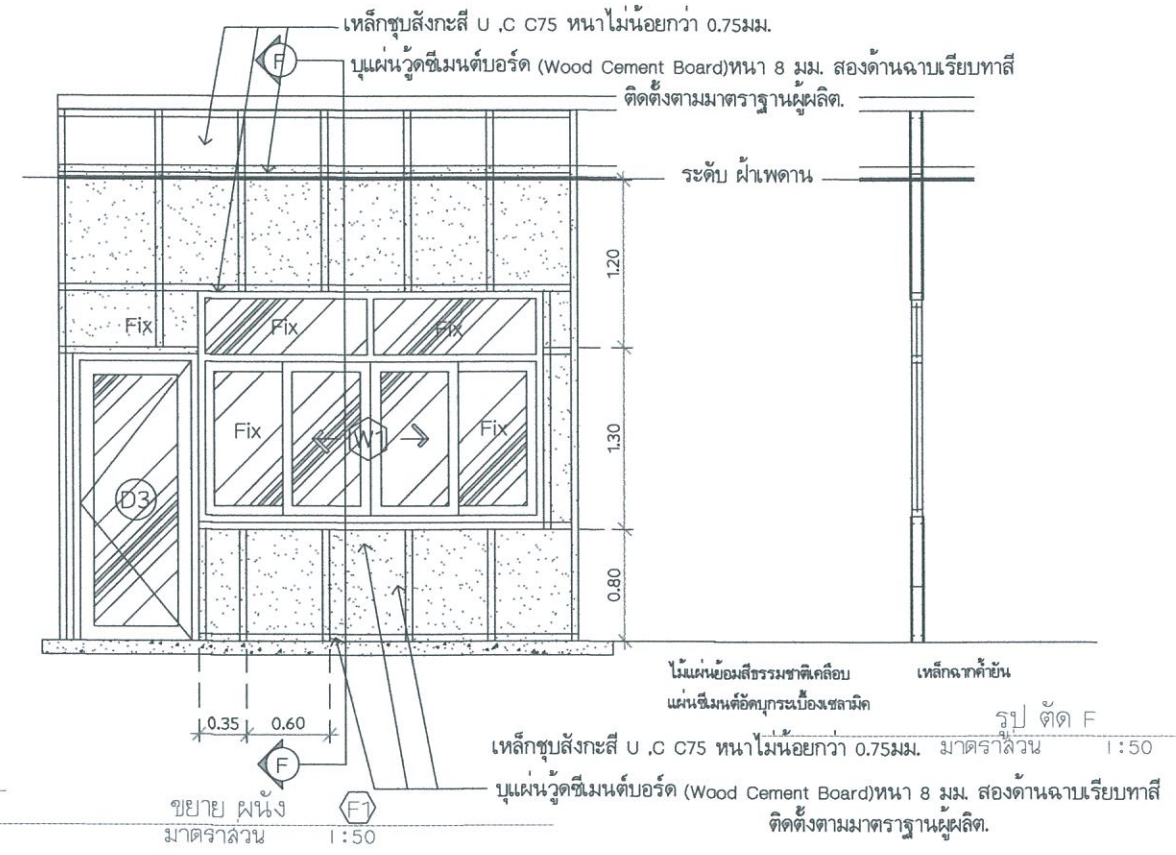 เหล็กชุบสังกะสี U ,C C75 หนาไม่น้อยกว่า 0.75มม.
F
บุแผ่นวู้ดซีเมนต์บอร์ด (Wood Cement Board)หนา 8 มม. สองด้านฉาบเรียบทาสี
ติดตั้งตามมาตราฐานผู้ผลิต.
ระดับ ฝ้าเพดาน
1.20
Fix
Fix
Fix
1.30
Fix
W1
Fix
D3
0.80
ไม้แผ่นย้อมสีธรรมชาติเคลือบ
เหล็กฉากค้ำยัน
แผ่นซีเมนต์อัดบุกระเบื้องเซลามิค
0.35
0.60
รูป ตัด F
เหล็กชุบสังกะสี U ,C C75 หนาไม่น้อยกว่า 0.75มม.
มาตราส่วน 1:50
F
บุแผ่นวู้ดซีเมนต์บอร์ด (Wood Cement Board)หนา 8 มม. สองด้านฉาบเรียบทาสี
ขยาย ผนัง F1
ติดตั้งตามมาตราฐานผู้ผลิต.
มาตราส่วน 1:50